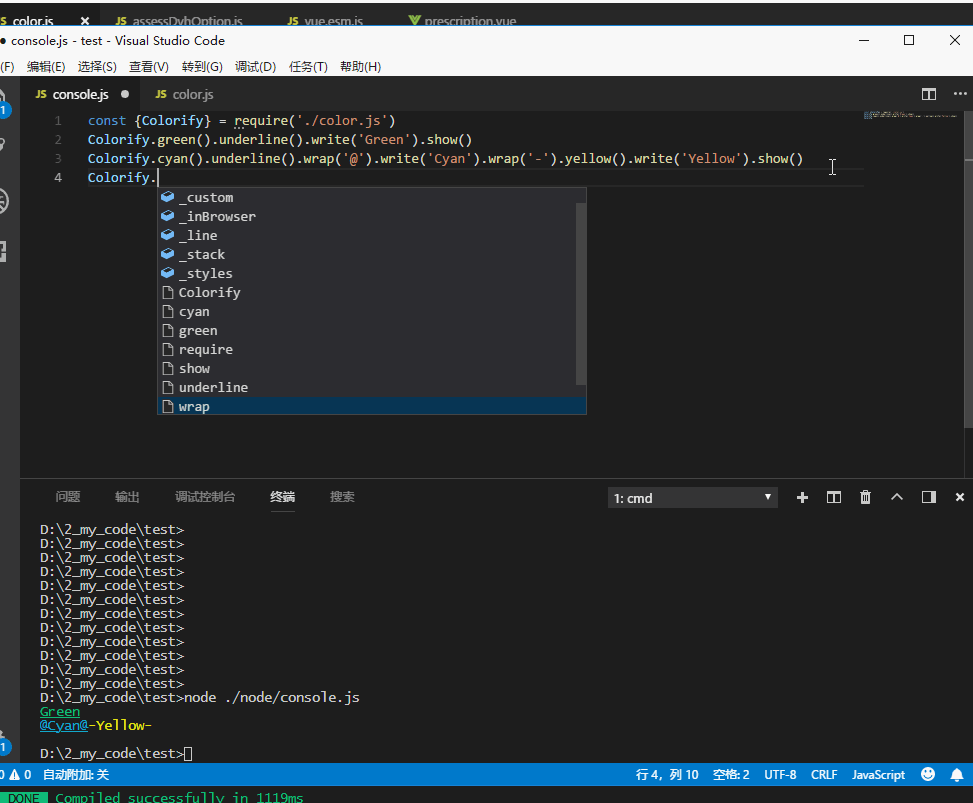 color.js × JS assessDvhOption.js JS vue.esm.js prescription.vue
● console.js - test - Visual Studio Code
(F) 编辑(E) 选择(S) 查看(V) 转到(G) 调试(D) 任务(T) 帮助(H)
JS console.js ● JS color.js
1 const {Colorify} = require('./color.js')
2 Colorify.green().underline().write('Green').show()
3 Colorify.cyan().underline().wrap('@').write('Cyan').wrap('-').yellow().write('Yellow').show()
4 Colorify.
_custom
_inBrowser
_line
_stack
_styles
Colorify
cyan
green
require
show
underline
wrap
问题 输出 调试控制台 终端 搜索 1: cmd
D:\2_my_code\test>
D:\2_my_code\test>
D:\2_my_code\test>
D:\2_my_code\test>
D:\2_my_code\test>
D:\2_my_code\test>
D:\2_my_code\test>
D:\2_my_code\test>
D:\2_my_code\test>
D:\2_my_code\test>
D:\2_my_code\test>
D:\2_my_code\test>
D:\2_my_code\test>node ./node/console.js
Green
@Cyan@-Yellow-
D:\2_my_code\test>
0 0 自动附加: 关 行 4，列 10 空格: 2 UTF-8 CRLF JavaScript
DONE Compiled successfully in 1119ms